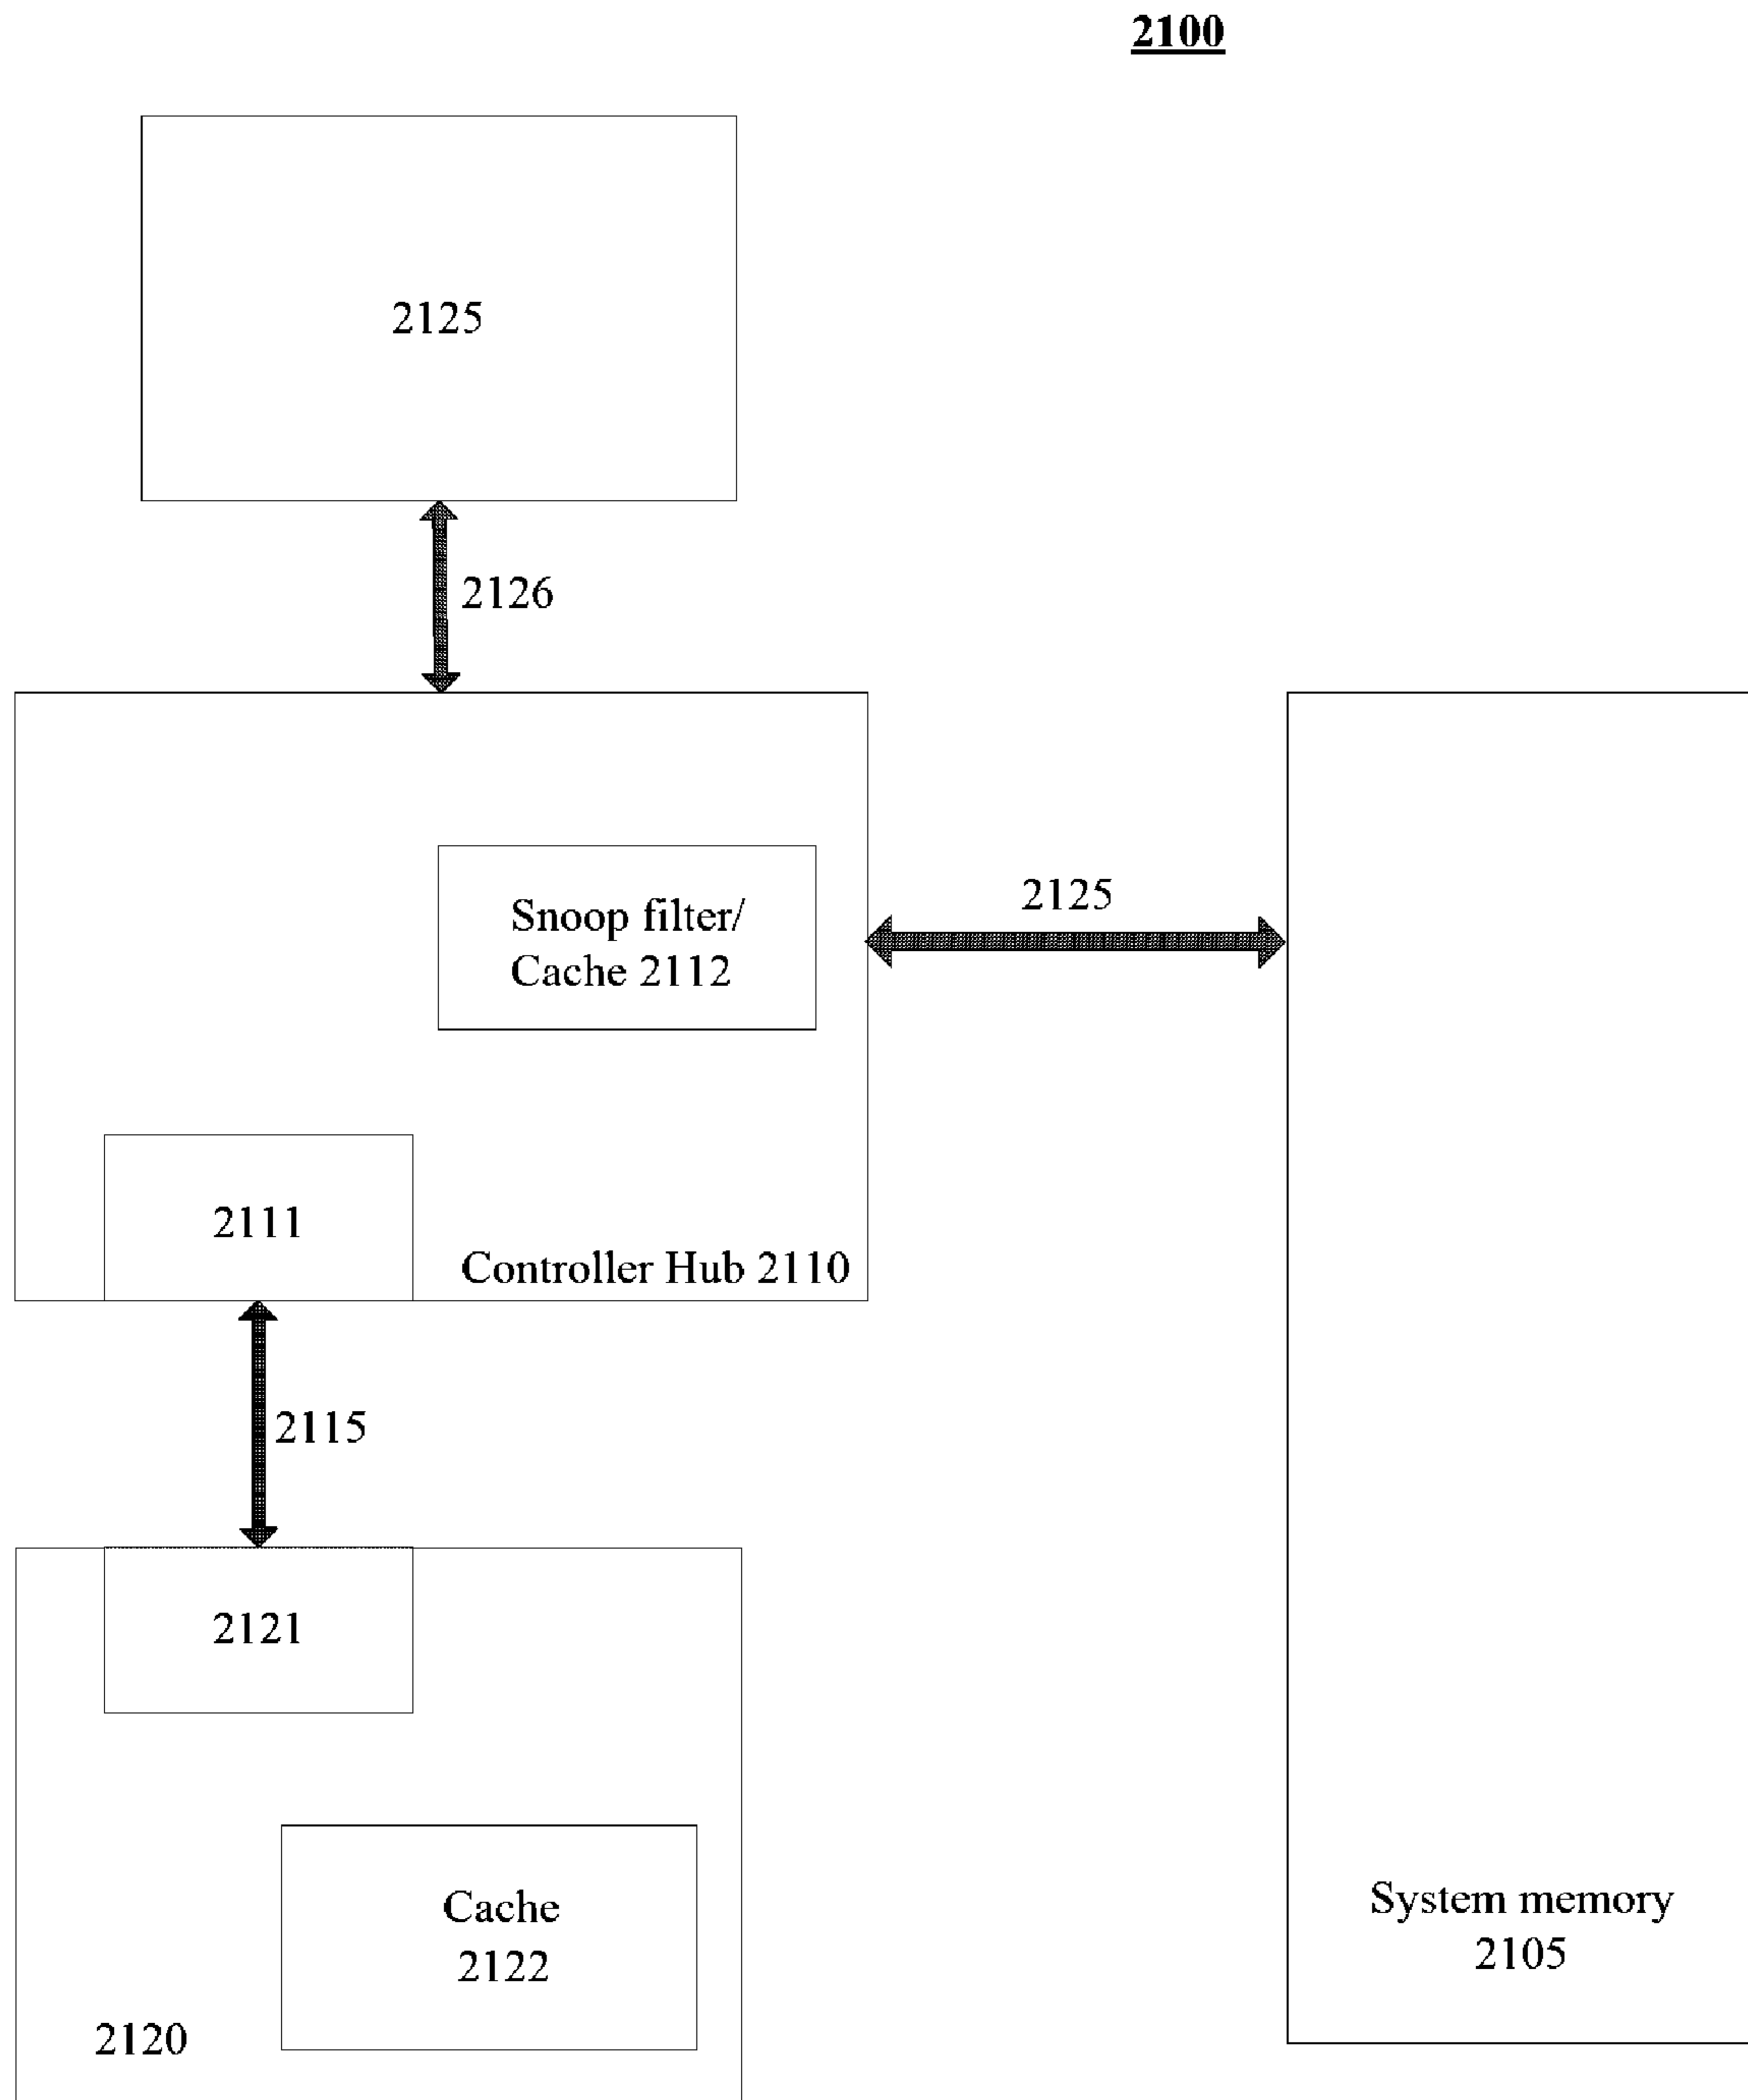 2100
2125
2126
Snoop filter/
Cache 2112
2125
2111
Controller Hub 2110
2115
2121
Cache
2122
2120
System memory
2105